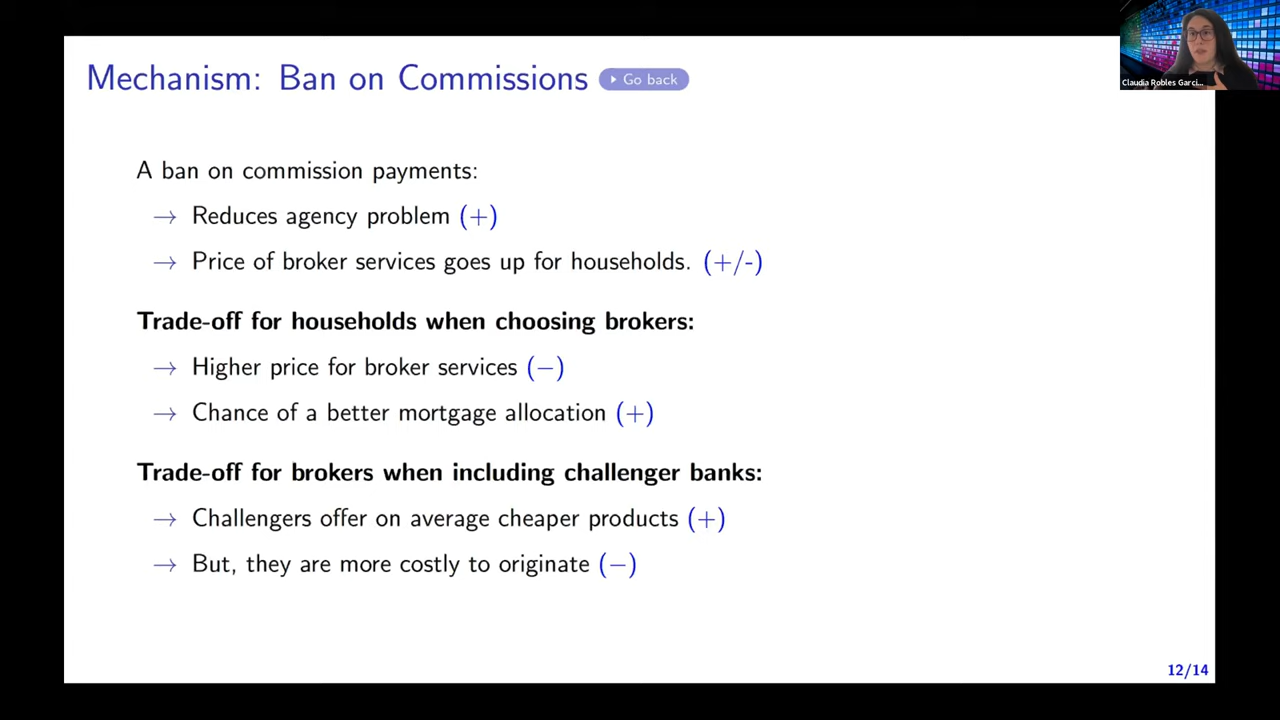 Mechanism: Ban on Commissions Go back
Claudia Robles Garci...
A ban on commission payments:
→ Reduces agency problem (+)
→ Price of broker services goes up for households. (+/-)
Trade-off for households when choosing brokers:
→ Higher price for broker services (−)
→ Chance of a better mortgage allocation (+)
Trade-off for brokers when including challenger banks:
→ Challengers offer on average cheaper products (+)
→ But, they are more costly to originate (−)
12/14